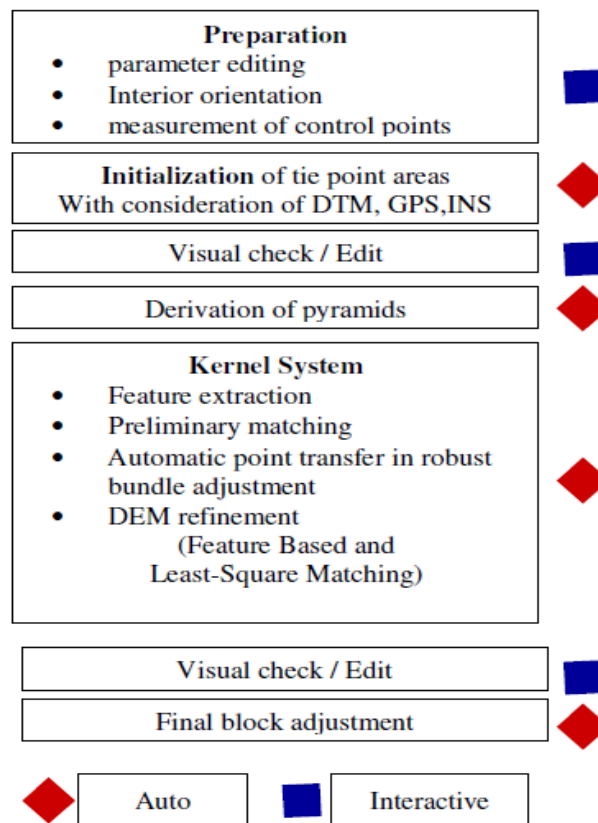 Preparation
• parameter editing
• Interior orientation
• measurement of control points
Initialization of tie point areas
With consideration of DTM, GPS,INS
Visual check / Edit
Derivation of pyramids
Kernel System
• Feature extraction
• Preliminary matching
• Automatic point transfer in robust
bundle adjustment
• DEM refinement
(Feature Based and
Least-Square Matching)
Visual check / Edit
Final block adjustment
Auto
Interactive